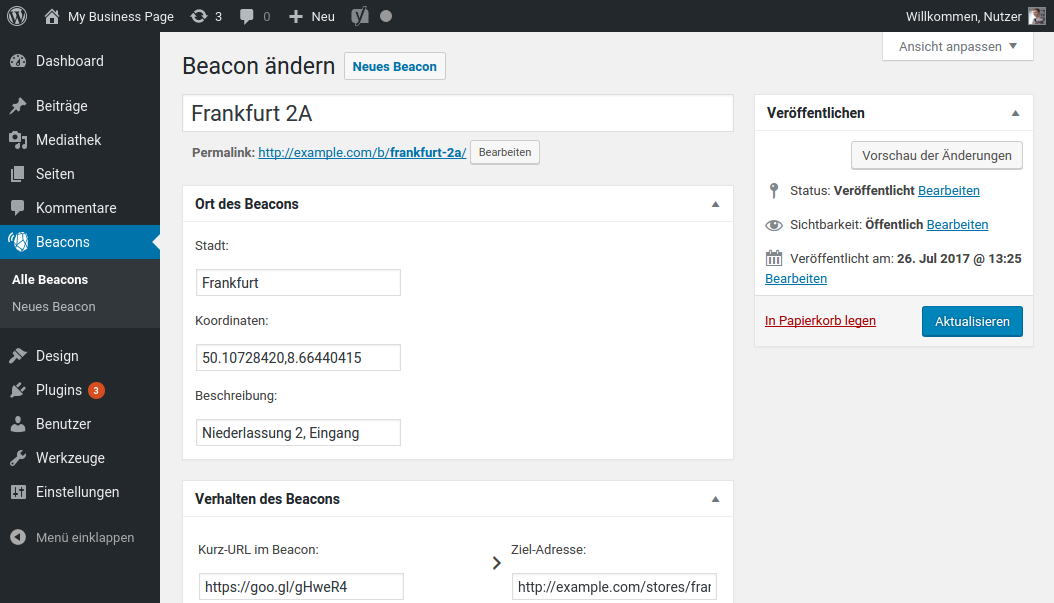 My Business Page 3 0 Neu Willkommen, Nutzer
Ansicht anpassen
Dashboard
Beiträge
Mediathek
Seiten
Kommentare
Beacons
Alle Beacons
Neues Beacon
Design
Plugins 3
Benutzer
Werkzeuge
Einstellungen
Menü einklappen
Beacon ändern Neues Beacon
Frankfurt 2A
Permalink: http://example.com/b/frankfurt-2a/ Bearbeiten
Ort des Beacons
Stadt:
Frankfurt
Koordinaten:
50.10728420,8.66440415
Beschreibung:
Niederlassung 2, Eingang
Verhalten des Beacons
Kurz-URL im Beacon: Ziel-Adresse:
https://goo.gl/gHweR4 http://example.com/stores/frar
Veröffentlichen
Vorschau der Änderungen
Status: Veröffentlicht Bearbeiten
Sichtbarkeit: Öffentlich Bearbeiten
Veröffentlicht am: 26. Jul 2017 @ 13:25
Bearbeiten
In Papierkorb legen Aktualisieren